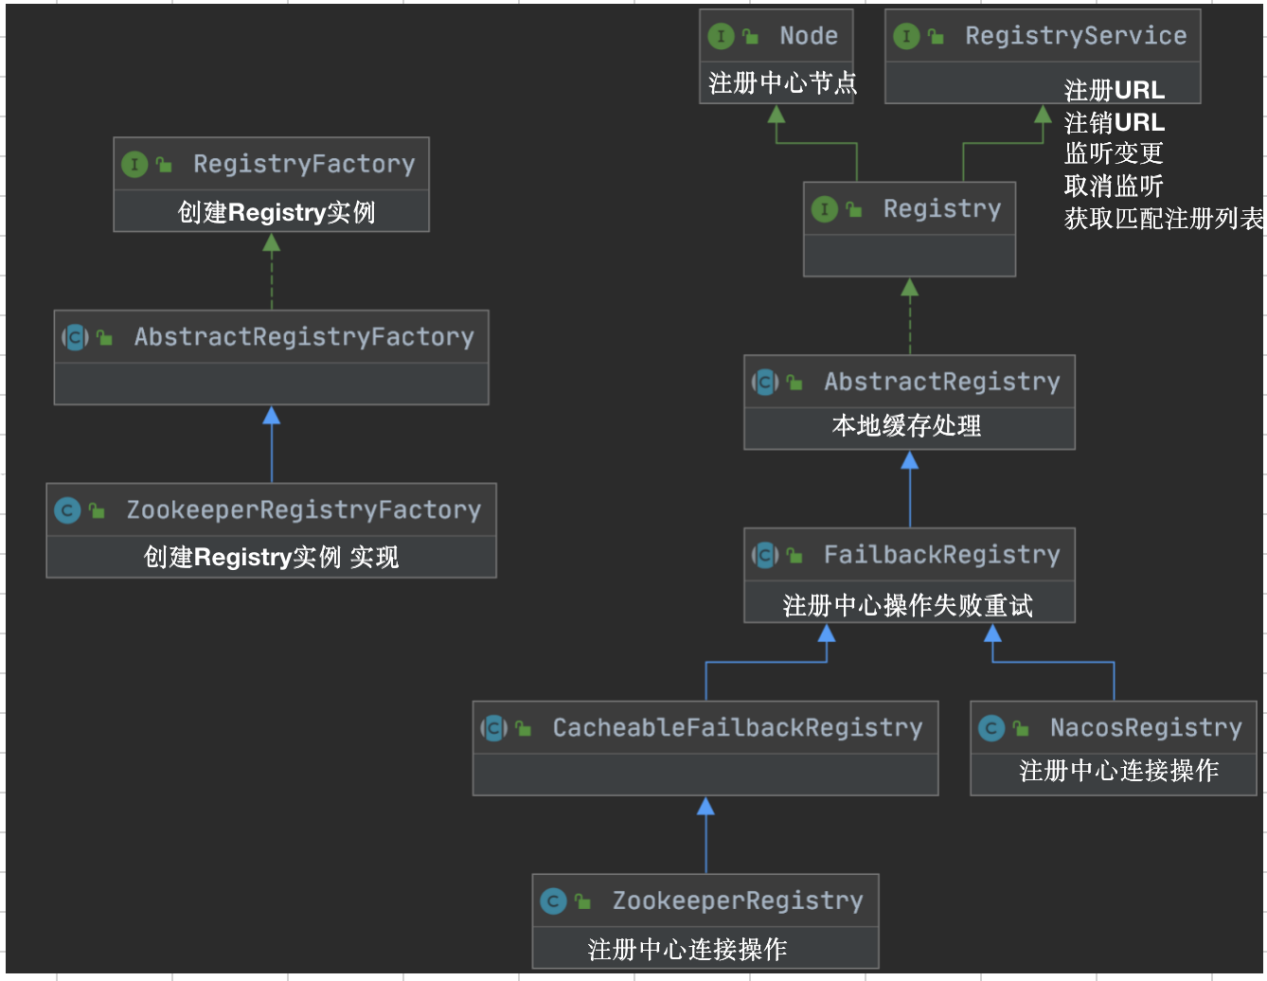 Node
注册中心节点
RegistryService
注册URL
注销URL
监听变更
取消监听
获取匹配注册列表
RegistryFactory
创建Registry实例
Registry
AbstractRegistryFactory
AbstractRegistry
本地缓存处理
ZookeeperRegistryFactory
创建Registry实例 实现
FailbackRegistry
注册中心操作失败重试
CacheableFailbackRegistry
NacosRegistry
注册中心连接操作
ZookeeperRegistry
注册中心连接操作